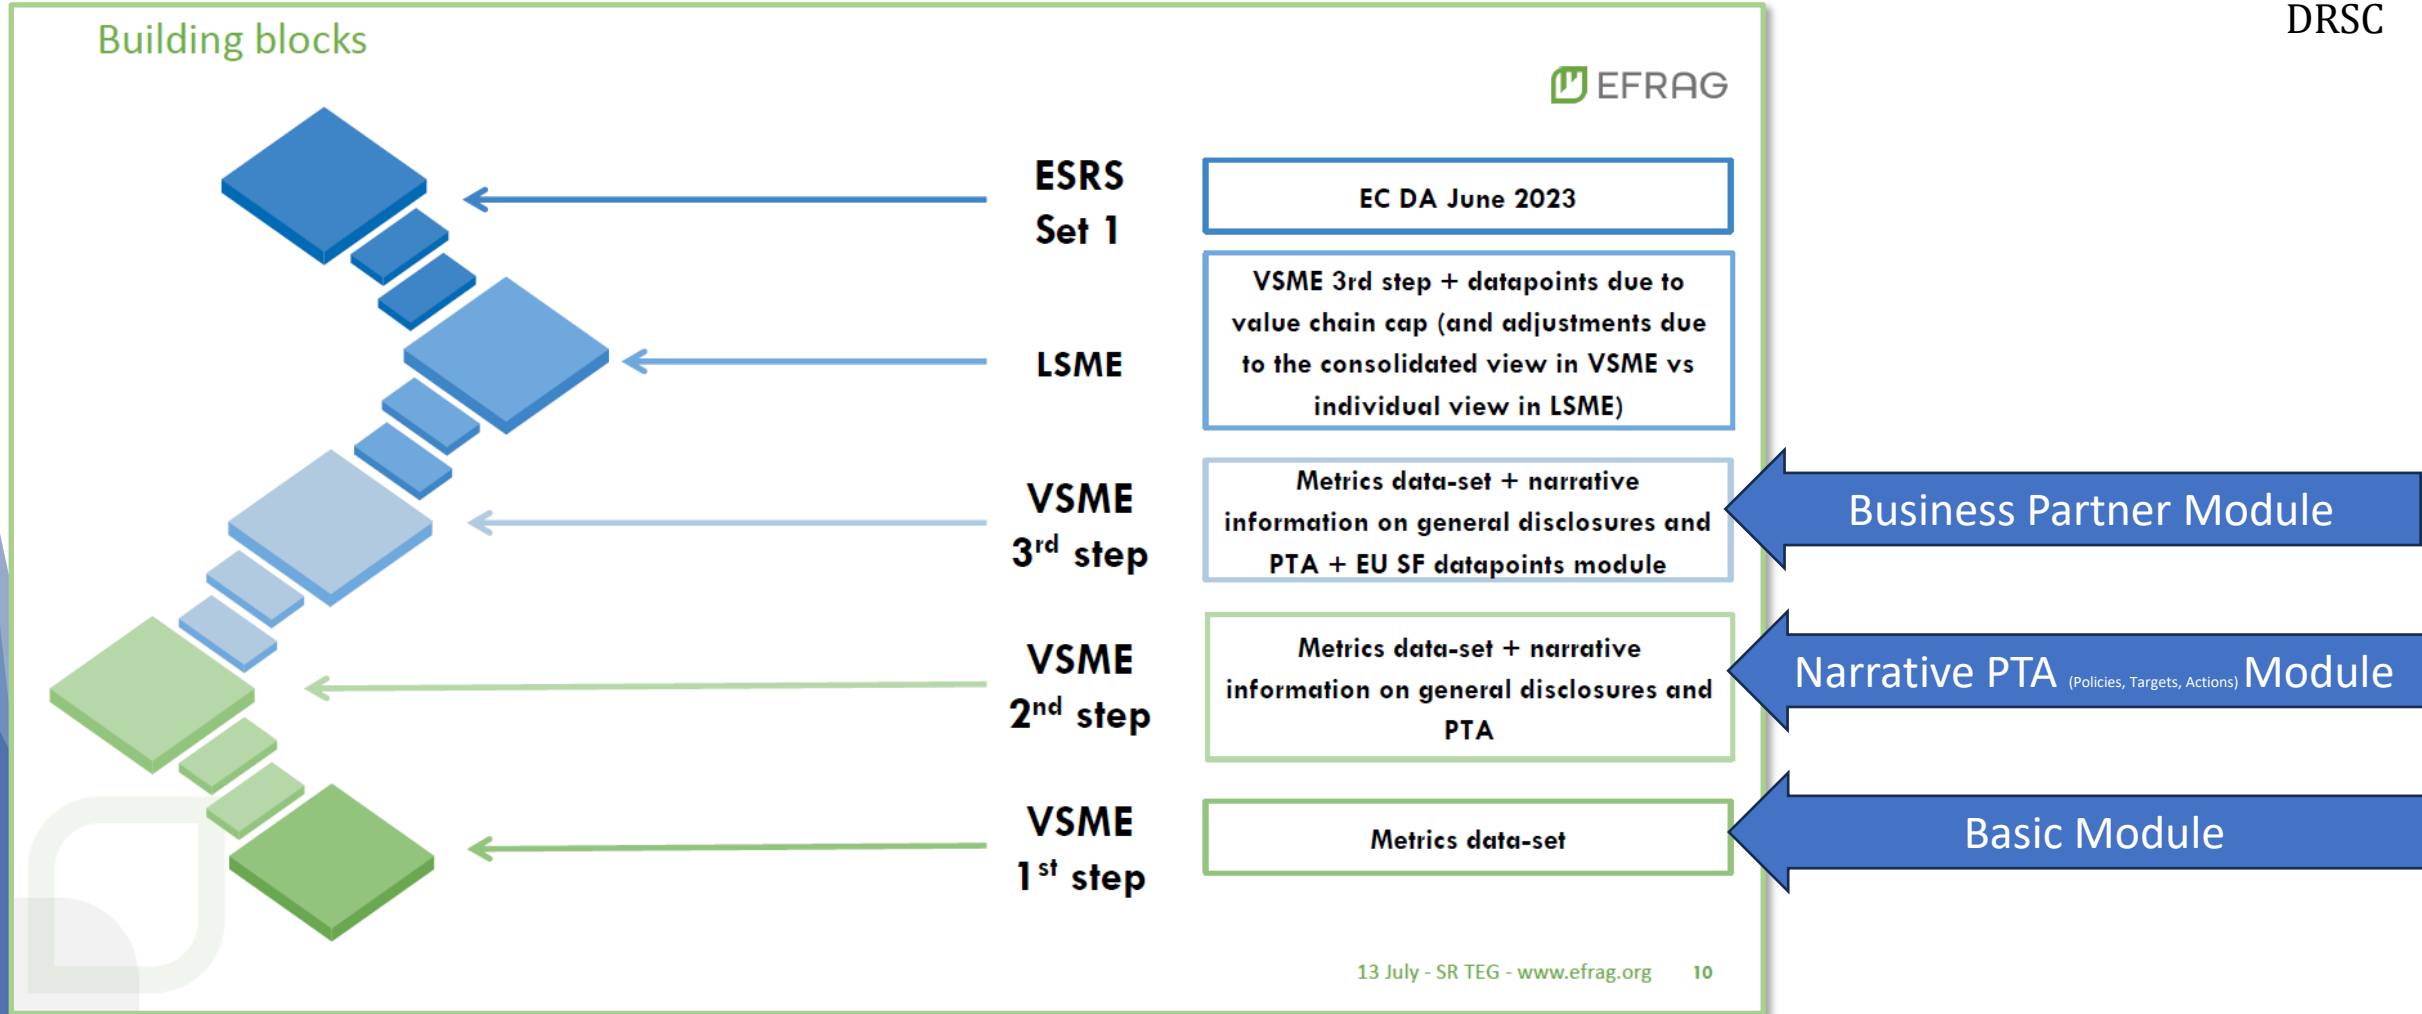 DRSC
Building blocks
EFRAG
ESRS
Set 1
EC DA June 2023
LSME
VSME 3rd step + datapoints due to
value chain cap (and adjustments due
to the consolidated view in VSME vs
individual view in LSME)
VSME
3rd step
Metrics data-set + narrative
information on general disclosures and
PTA + EU SF datapoints module
Business Partner Module
VSME
2nd step
Metrics data-set + narrative
information on general disclosures and
PTA
Narrative PTA (Policies, Targets, Actions) Module
VSME
1st step
Metrics data-set
Basic Module
13 July - SR TEG - www.efrag.org 10